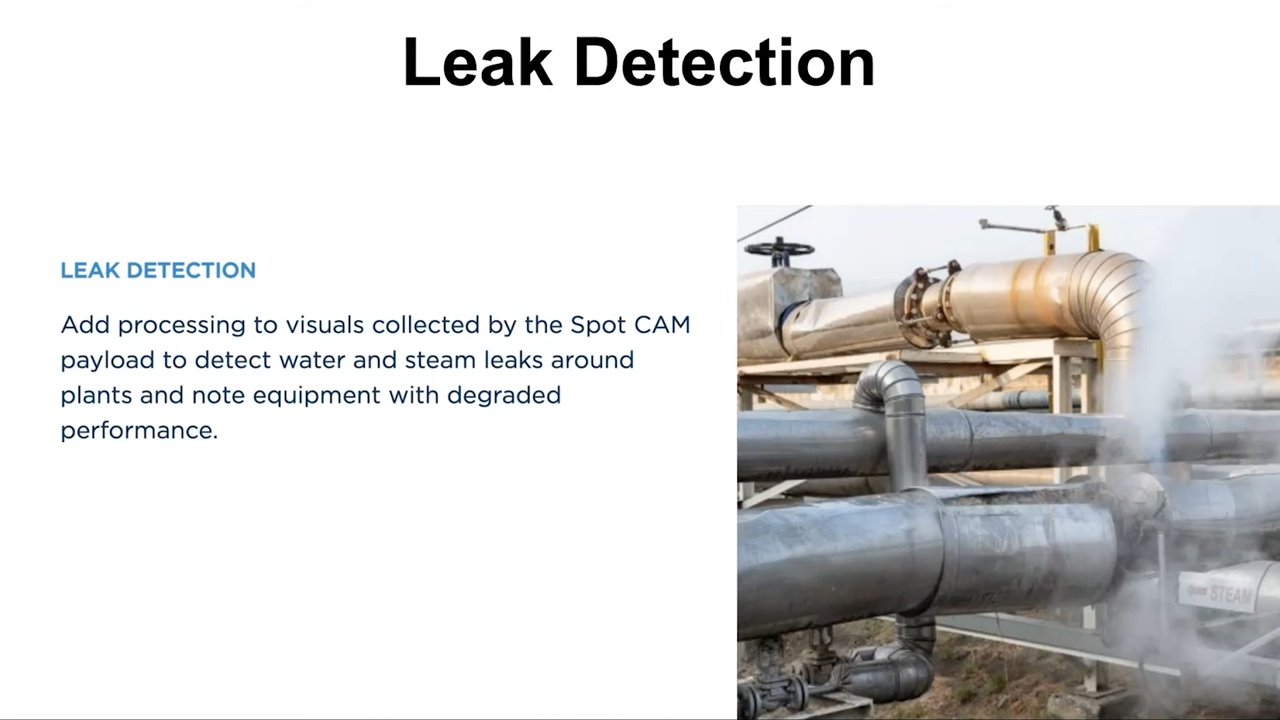 Leak Detection
LEAK DETECTION
Add processing to visuals collected by the Spot CAM
payload to detect water and steam leaks around
plants and note equipment with degraded
performance.
STEAM